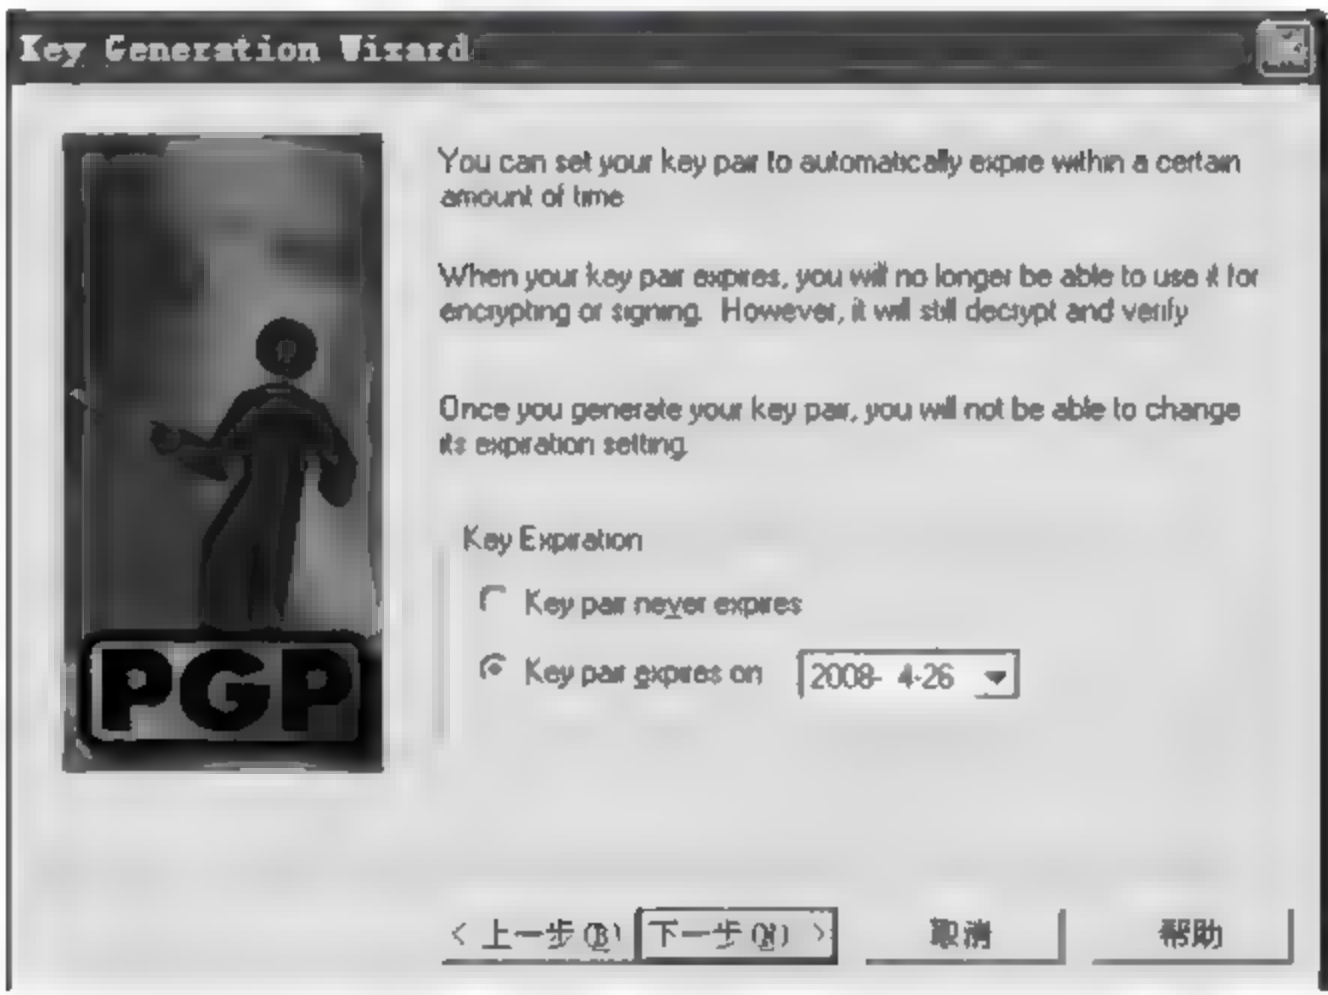 Key Generation Wizard
You can set your key pair to automatically expire within a certain
amount of time
When your key pair expires, you will no longer be able to use it for
encrypting or signing. However, it will still decrypt and verify
Once you generate your key pair, you will not be able to change
its expiration setting.
Key Expiration
Key pair never expires
Key pair expires on 2008- 4-26
PGP
< 上一步(B) 下一步(N) > 取消 帮助